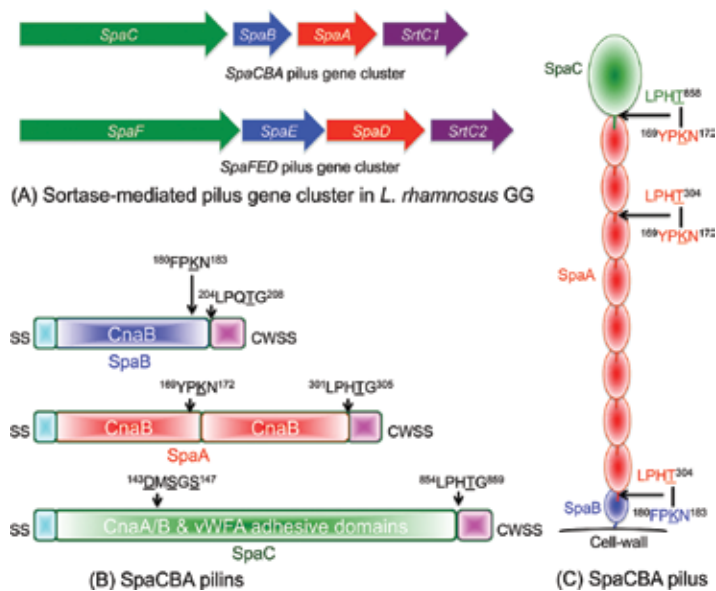 SpaC SpaB SpaA SrtC1
SpaCBA pilus gene cluster
SpaF SpaE SpaD SrtC2
SpaFED pilus gene cluster
(A) Sortase-mediated pilus gene cluster in L. rhamnosus GG
180FPKN183
204LPQTG208
SS CnaB CWSS
SpaB
169YPKN172 301LPHTG305
SS CnaB CnaB CWSS
SpaA
143DMSGS147 854LPHTG859
SS CnaA/B & vWFA adhesive domains CWSS
SpaC
(B) SpaCBA pilins
SpaC
LPHT858
169YPKN172
LPHT304
169YPKN172
SpaA
LPHT304
SpaB
180FPKN183
Cell-wall
(C) SpaCBA pilus